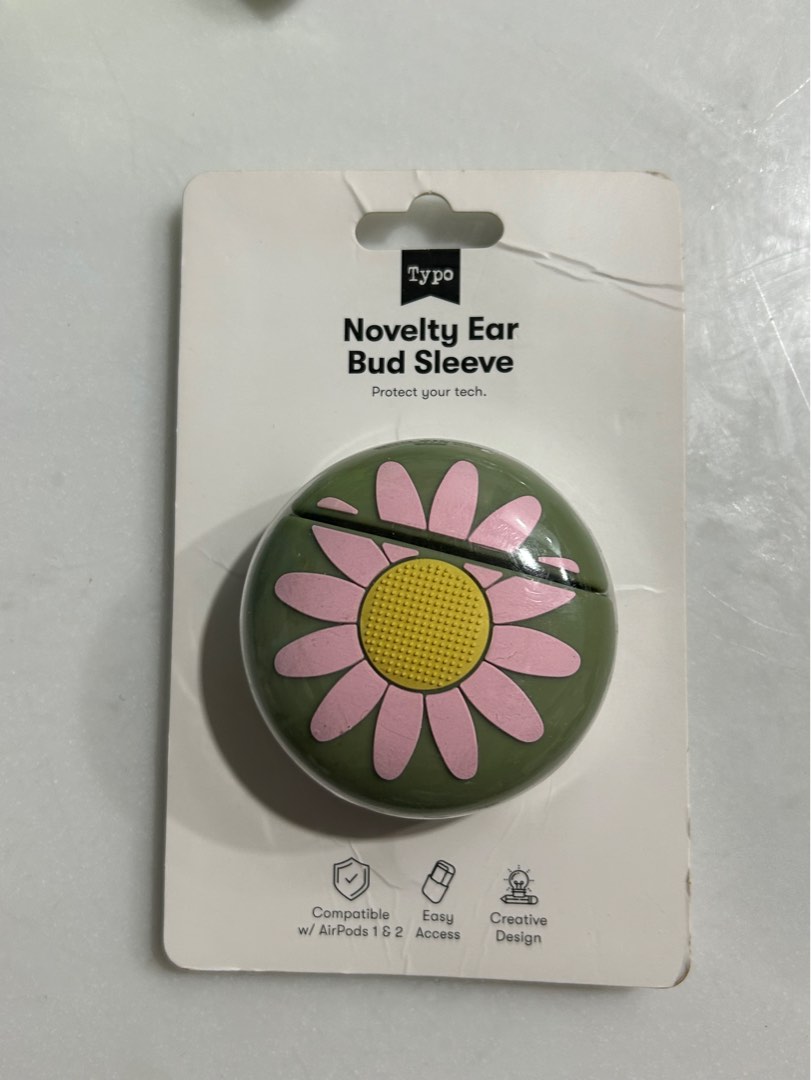 Typo
Novelty Ear
Bud Sleeve
Protect your tech.
Compatible
w/ AirPods 1 & 2
Easy
Access
Creative
Design